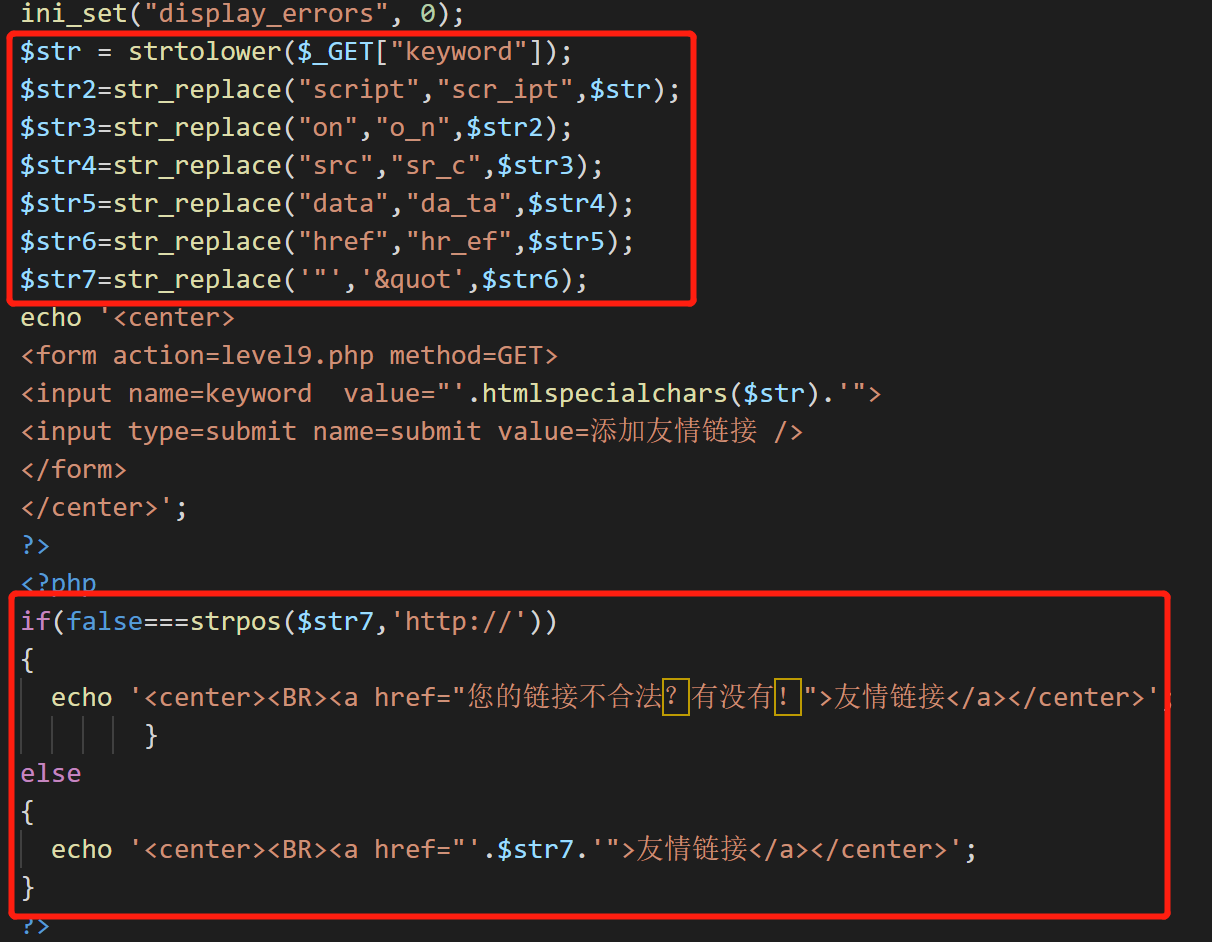 ini_set("display_errors", 0);
$str = strtolower($_GET["keyword"]);
$str2=str_replace("script","scr_ipt",$str);
$str3=str_replace("on","o_n",$str2);
$str4=str_replace("src","sr_c",$str3);
$str5=str_replace("data","da_ta",$str4);
$str6=str_replace("href","hr_ef",$str5);
$str7=str_replace('"','&quot',$str6);
echo '<center>
<form action=level9.php method=GET>
<input name=keyword  value="'.htmlspecialchars($str).'">
<input type=submit name=submit value=添加友情链接 />
</form>
</center>';
?>
<?php
if(false===strpos($str7,'http://'))
{
  echo '<center><BR><a href="您的链接不合法？有没有！">友情链接</a></center>';
        }
else
{
  echo '<center><BR><a href="'.$str7.'">友情链接</a></center>';
}
?>